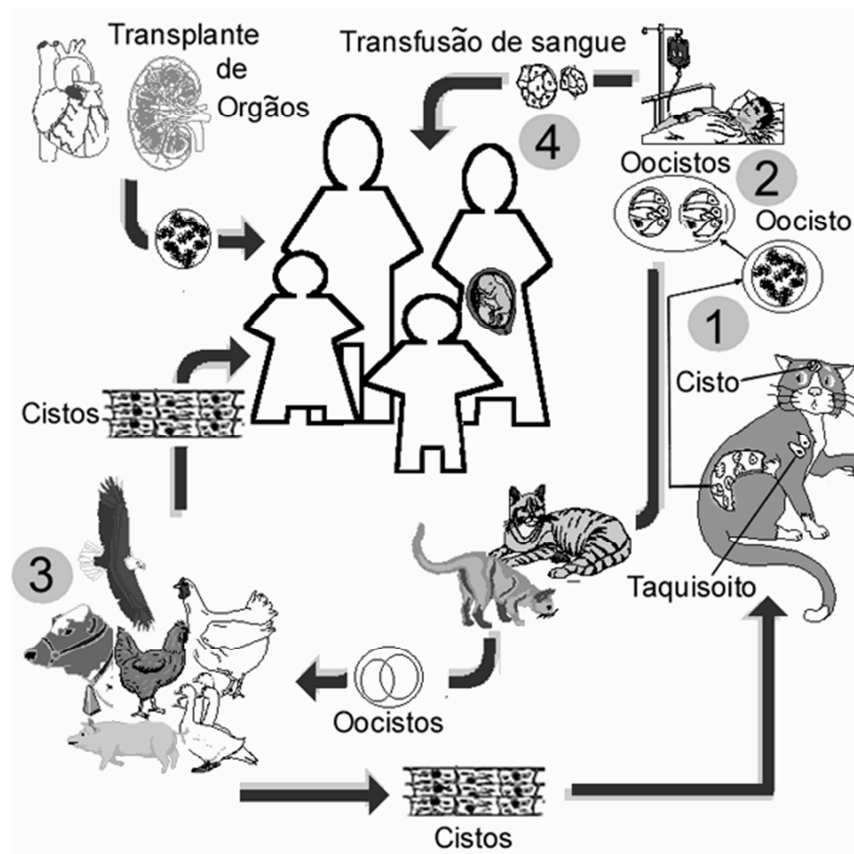 Transplante
de
Orgãos
Transfusão de sangue
4
Oocistos
2
Oocisto
1
Cisto
Cistos
3
Taquisoito
Oocistos
Cistos